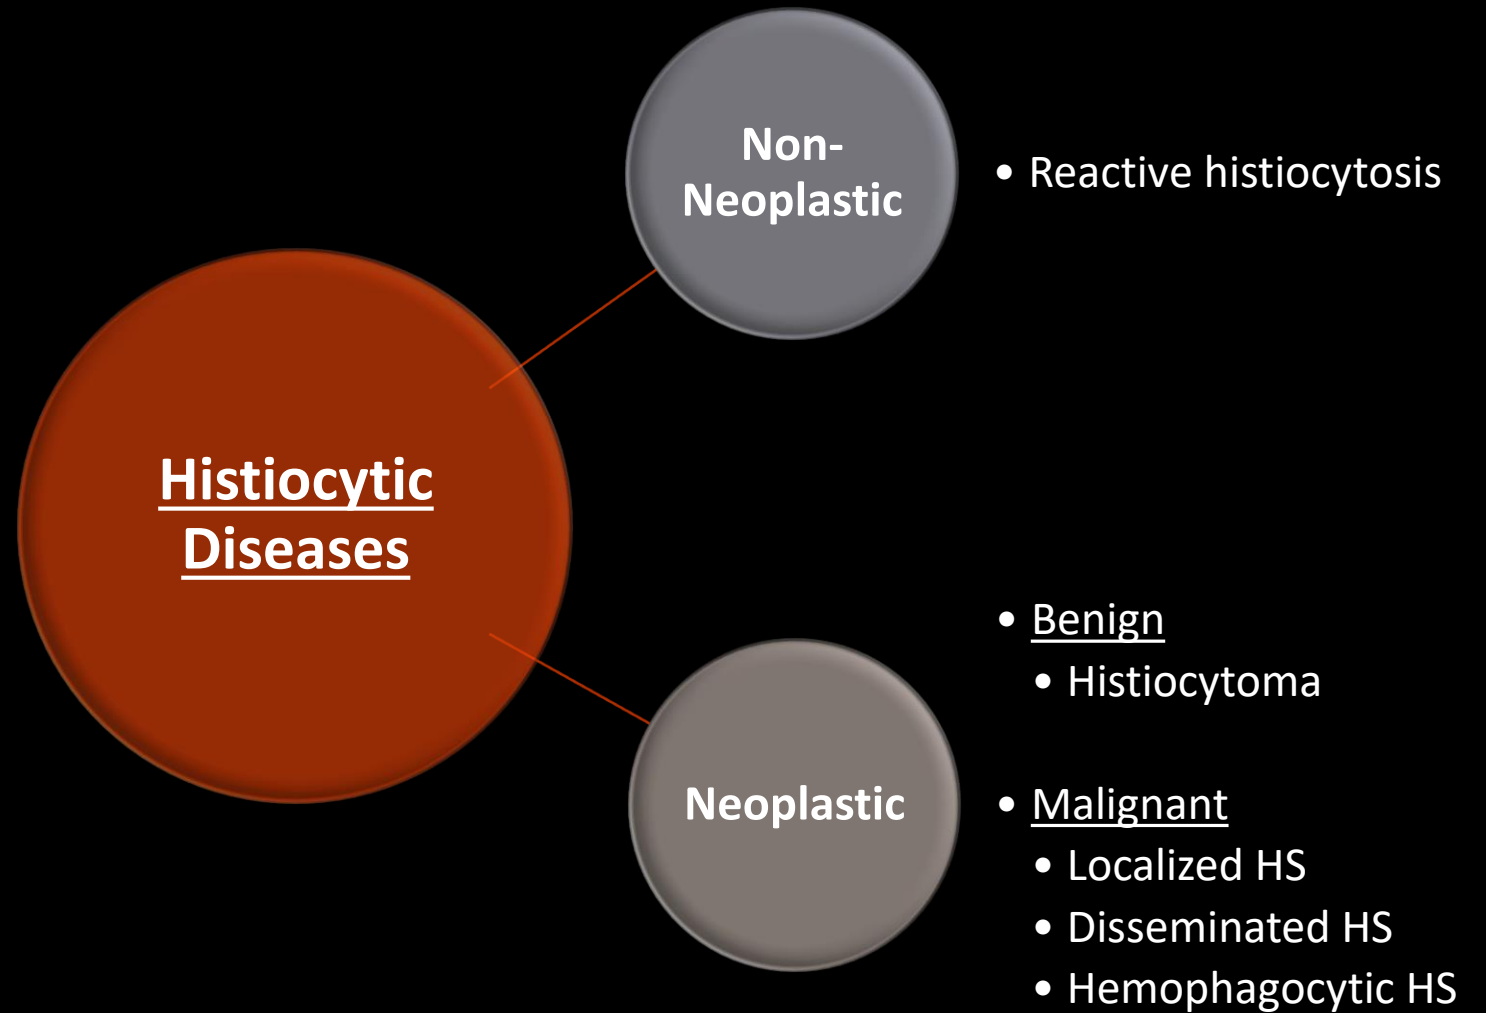 Non-
Neoplastic
• Reactive histiocytosis
Histiocytic
Diseases
Neoplastic
• Benign
• Histiocytoma
• Malignant
• Localized HS
• Disseminated HS
• Hemophagocytic HS